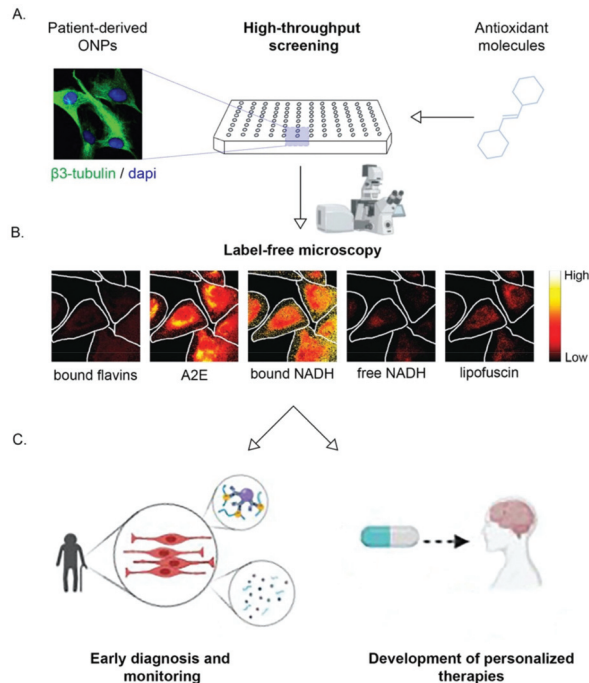 A.
Patient-derived
ONPs
High-throughput
screening
Antioxidant
molecules
β3-tubulin / dapi
B.
Label-free microscopy
High
Low
bound flavins
A2E
bound NADH
free NADH
lipofuscin
C.
Early diagnosis and
monitoring
Development of personalized
therapies